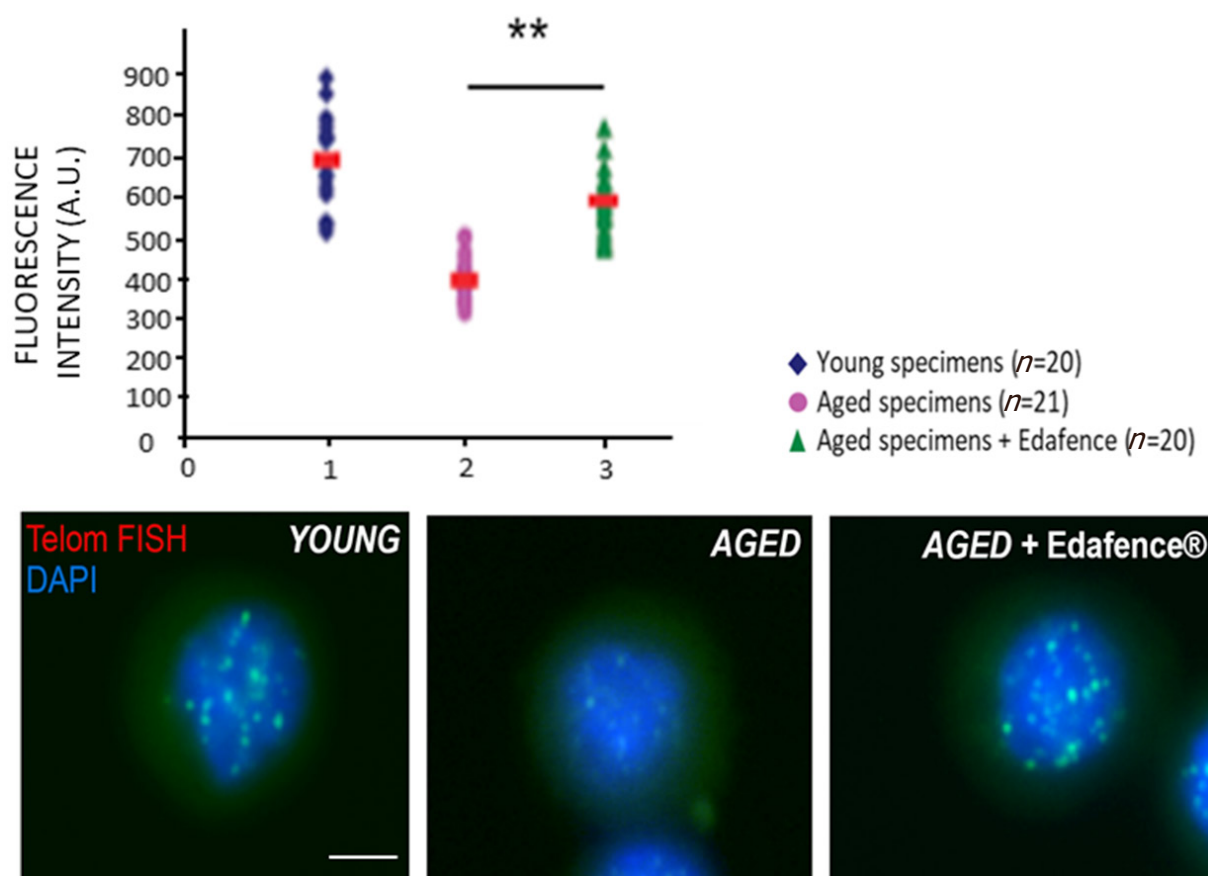 **
FLUORESCENCE
INTENSITY (A.U.)
900
800
700
600
500
400
300
200
100
0
0 1 2 3
Young specimens (n=20)
Aged specimens (n=21)
Aged specimens + Edafence (n=20)
Telom FISH
DAPI
YOUNG
AGED
AGED + Edafence®